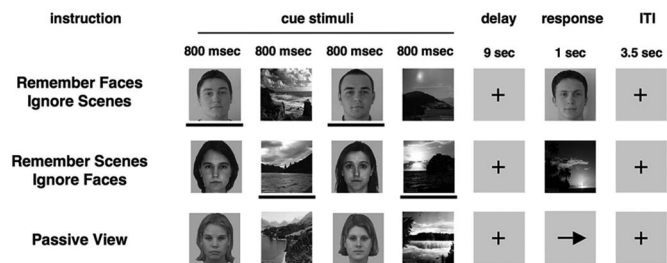 instruction cue stimuli delay response ITI
800 msec 800 msec 800 msec 800 msec 9 sec 1 sec 3.5 sec
Remember Faces
Ignore Scenes
Remember Scenes
Ignore Faces
Passive View